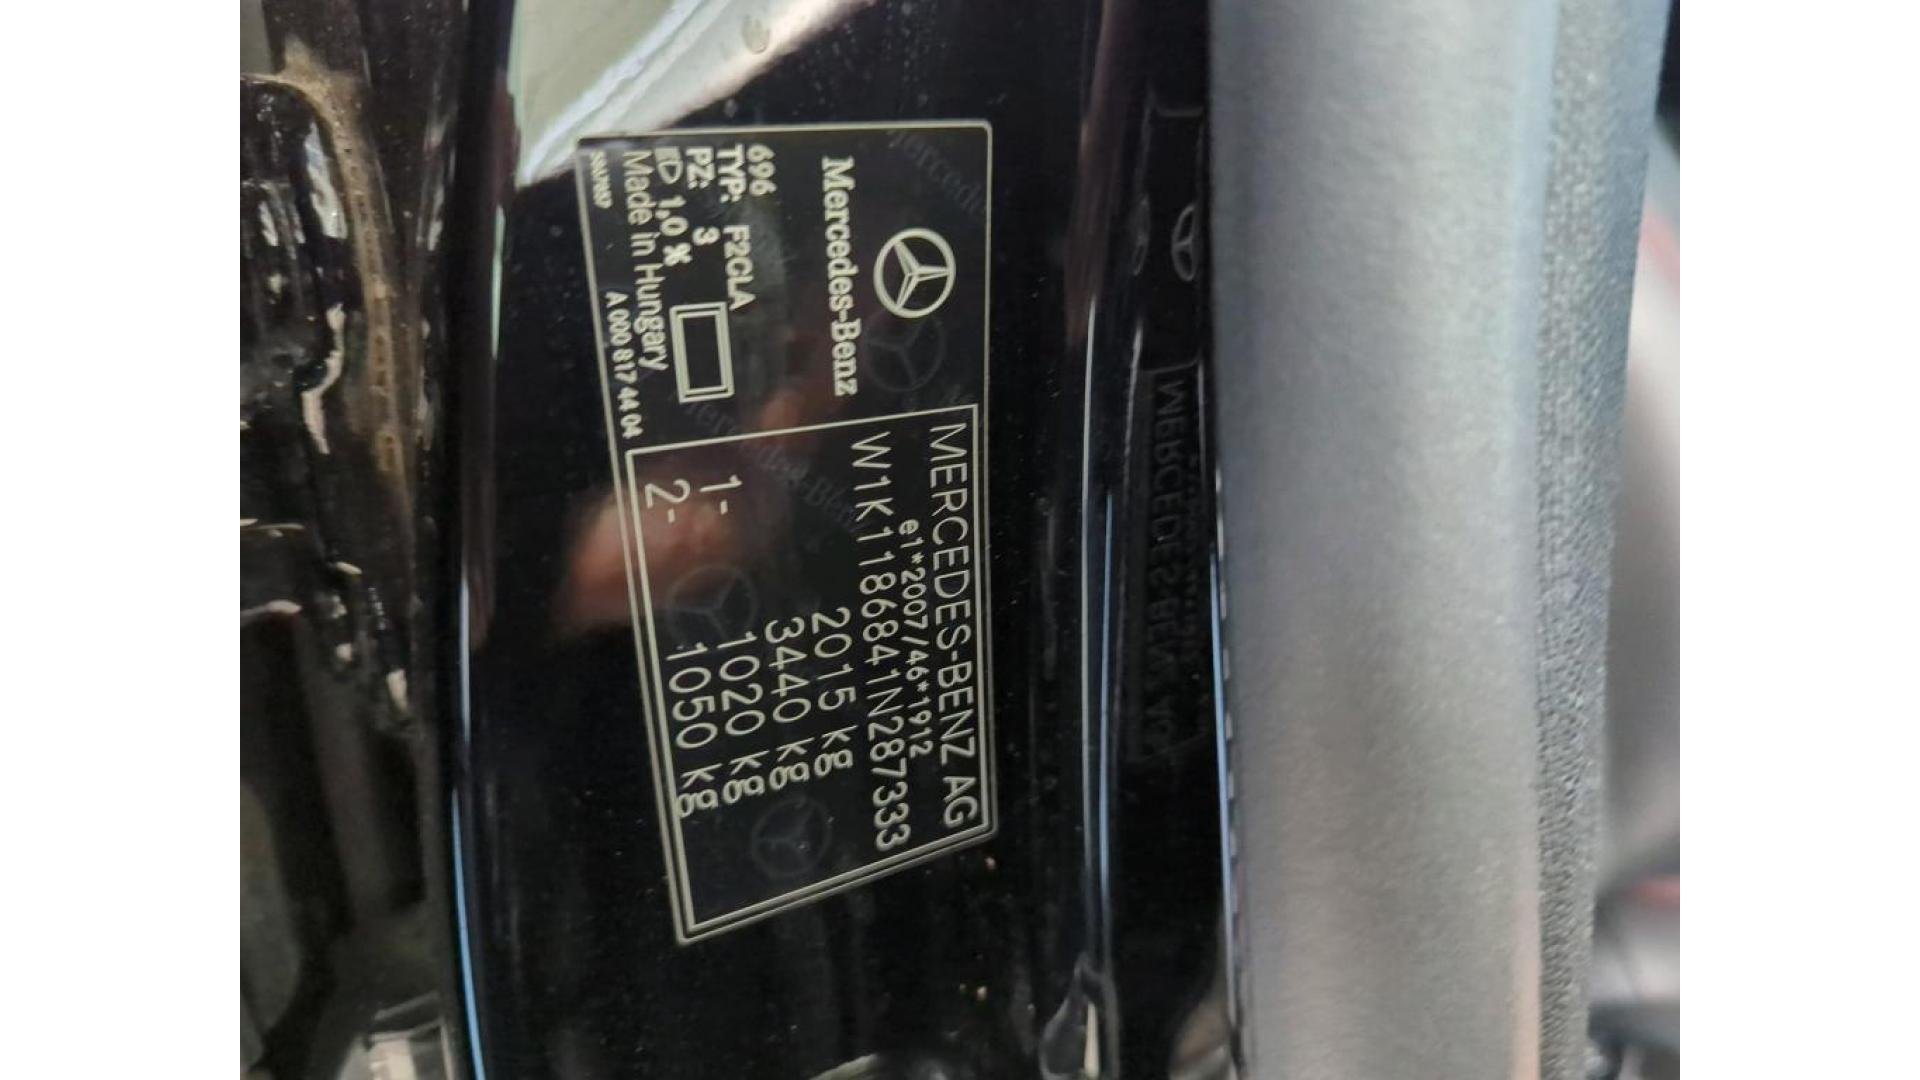 Mercedes-Benz
696
TYP: F2CLA
PZ: 3
1,0 %
Made in Hungary
A 000 817 44 04
MERCEDES-BENZ AG
e1*2007/46*1912
W1K1186841N287333
2015 kg
3440 kg
1- 1020 kg
2- 1050 kg